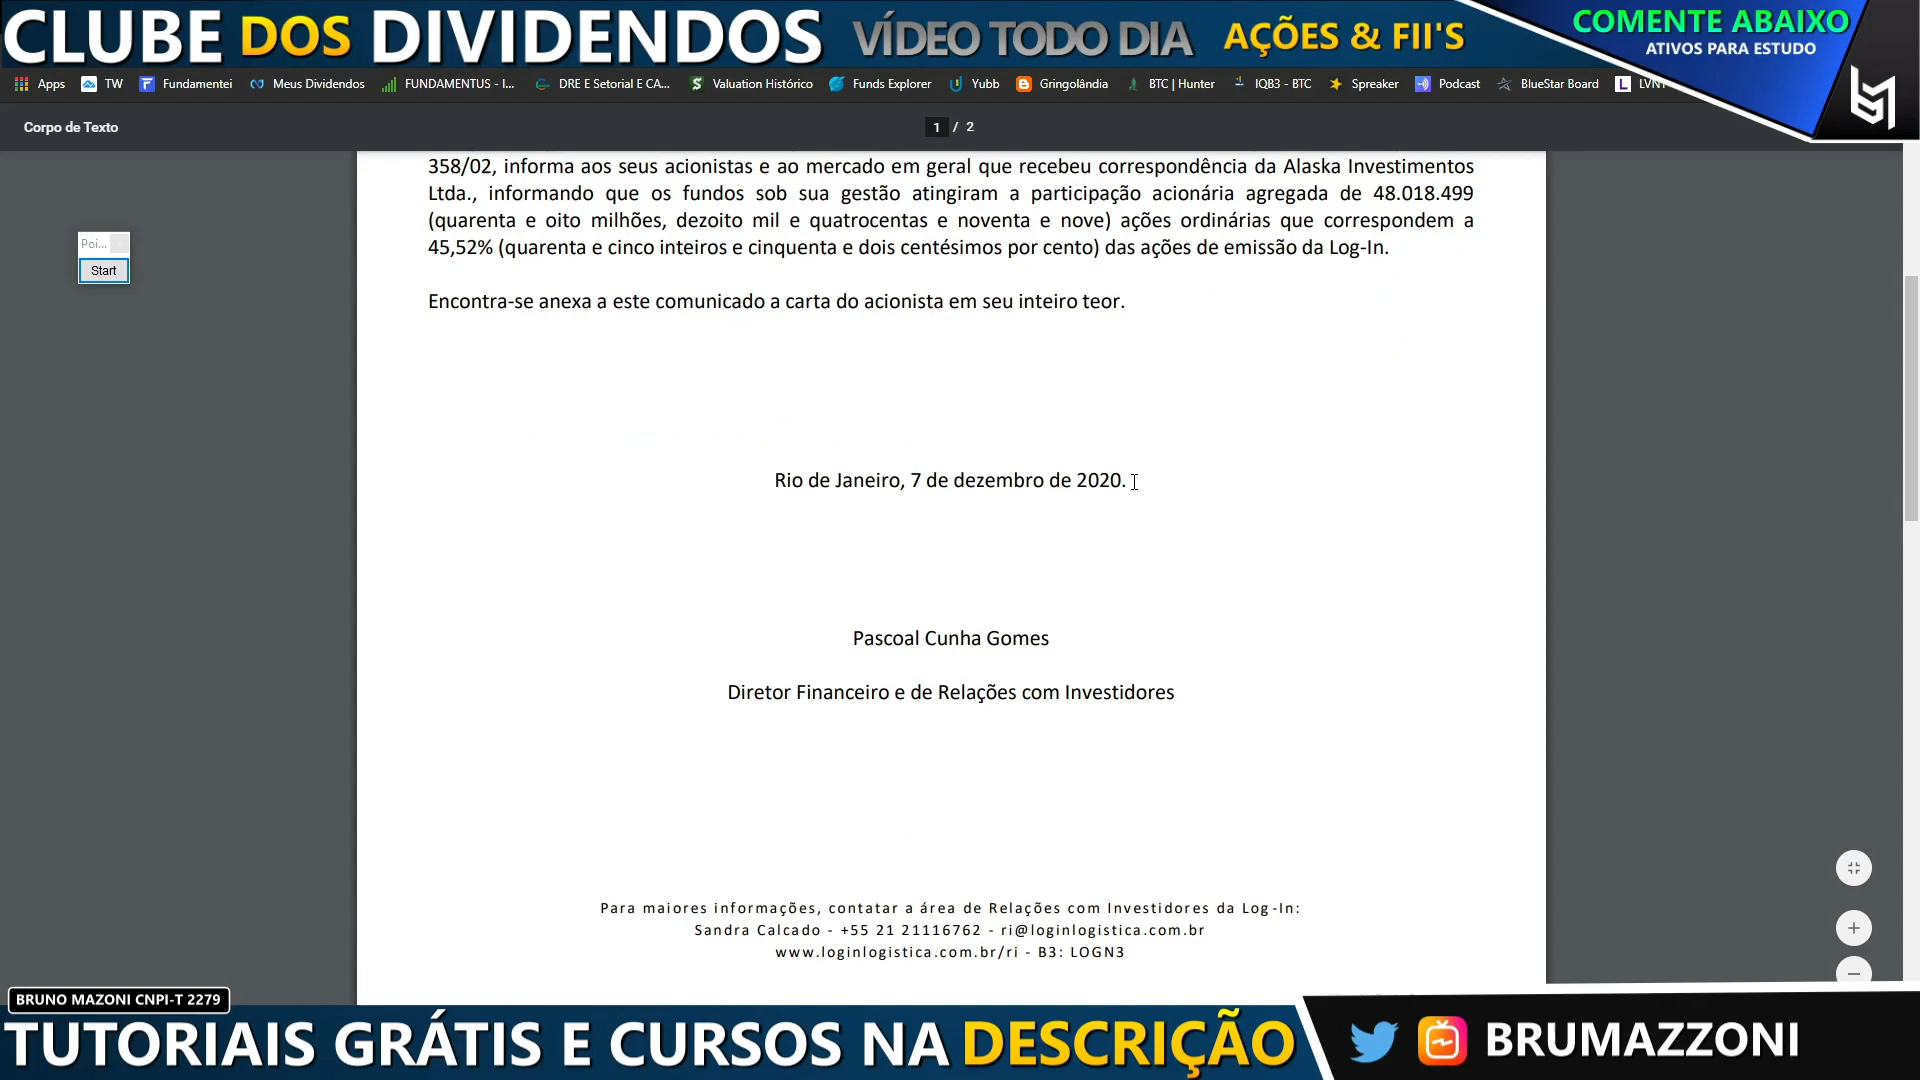 CLUBE DOS DIVIDENDOS VÍDEO TODO DIA AÇÕES & FII'S
COMENTE ABAIXO
ATIVOS PARA ESTUDO
Apps TW Fundamentei Meus Dividendos FUNDAMENTUS - I... DRE E Setorial E CA... Valuation Histórico Funds Explorer Yubb Gringolândia BTC | Hunter IQB3 - BTC Spreaker Podcast BlueStar Board
Corpo de Texto
1 / 2
358/02, informa aos seus acionistas e ao mercado em geral que recebeu correspondência da Alaska Investimentos
Ltda., informando que os fundos sob sua gestão atingiram a participação acionária agregada de 48.018.499
(quarenta e oito milhões, dezoito mil e quatrocentas e noventa e nove) ações ordinárias que correspondem a
45,52% (quarenta e cinco inteiros e cinquenta e dois centésimos por cento) das ações de emissão da Log-In.
Poi...
Start
Encontra-se anexa a este comunicado a carta do acionista em seu inteiro teor.
Rio de Janeiro, 7 de dezembro de 2020.
Pascoal Cunha Gomes
Diretor Financeiro e de Relações com Investidores
Para maiores informações, contatar a área de Relações com Investidores da Log-In:
Sandra Calcado - +55 21 21116762 - ri@loginlogistica.com.br
www.loginlogistica.com.br/ri - B3: LOGN3
BRUNO MAZONI CNPI-T 2279
TUTORIAIS GRÁTIS E CURSOS NA DESCRIÇÃO
BRUMAZZONI